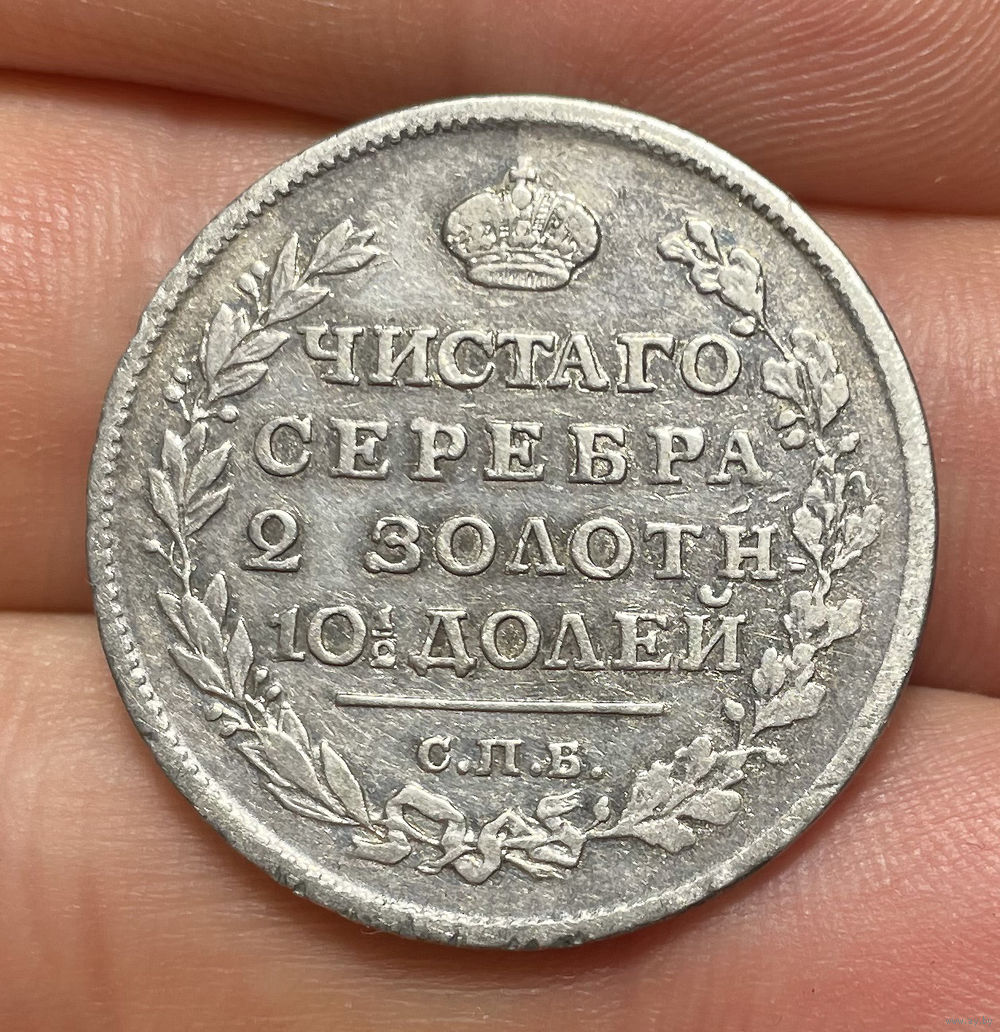 ЧИСТАГО
СЕРЕБРА
2 ЗОЛОТН
10½ ДОЛЕЙ
С.П.Б.